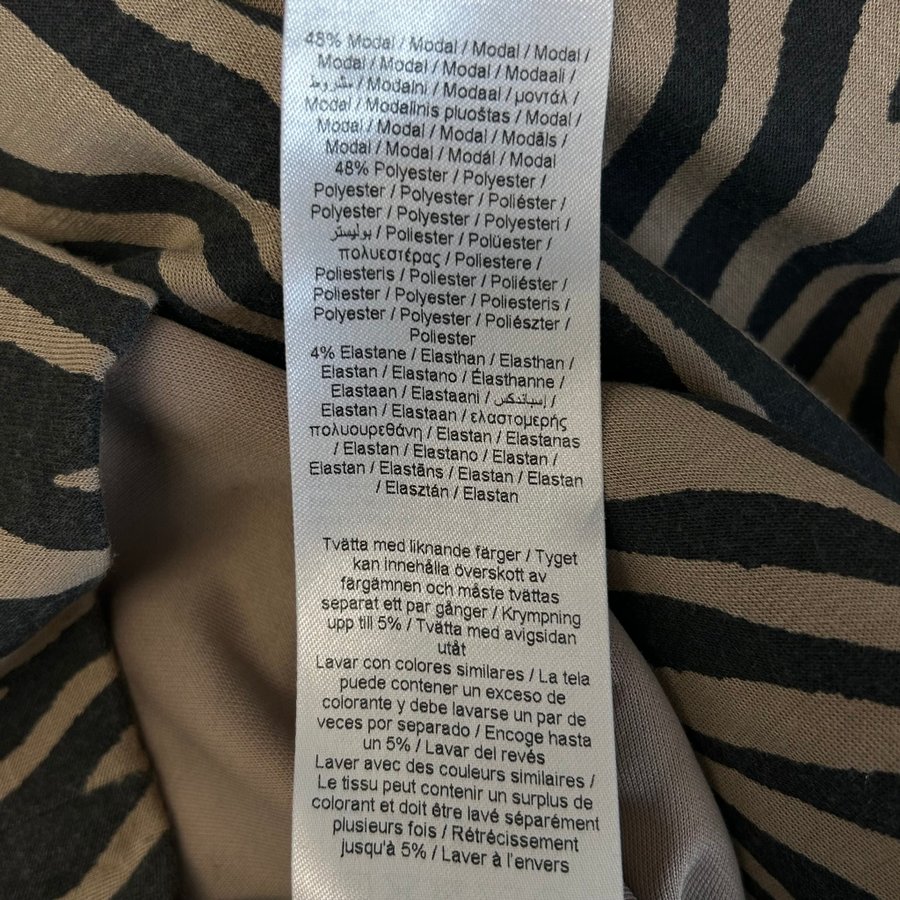 48% Modal / Modal / Modal / Modal /
Modal / Modal / Modal / Modaali /
مشروط / Modalni / Modaal / μοντάλ /
Modal / Modalinis pluoštas / Modal /
Modal / Modal / Modal / Modāls /
Modal / Modal / Modál / Modal
48% Polyester / Polyester /
Polyester / Polyester / Poliéster /
Polyester / Polyester / Polyesteri /
بوليستر / Poliester / Polüester /
πολυεστέρας / Poliestere /
Poliesteris / Poliester / Poliéster /
Poliester / Polyester / Poliesteris /
Polyester / Polyester / Poliészter /
Poliester
4% Elastane / Elasthan / Elasthan /
Elastan / Elastano / Élasthanne /
Elastaan / Elastaani / إسباندكس /
Elastan / Elastaan / ελαστομερής
πολυουρεθάνη / Elastan / Elastanas
/ Elastan / Elastano / Elastan /
Elastan / Elastāns / Elastan / Elastan
/ Elasztán / Elastan
Tvätta med liknande färger / Tyget
kan innehålla överskott av
färgämnen och måste tvättas
separat ett par gånger / Krympning
upp till 5% / Tvätta med avigsidan
utåt
Lavar con colores similares / La tela
puede contener un exceso de
colorante y debe lavarse un par de
veces por separado / Encoge hasta
un 5% / Lavar del revés
Laver avec des couleurs similaires /
Le tissu peut contenir un surplus de
colorant et doit être lavé séparément
plusieurs fois / Rétrécissement
jusqu'à 5% / Laver à l'envers